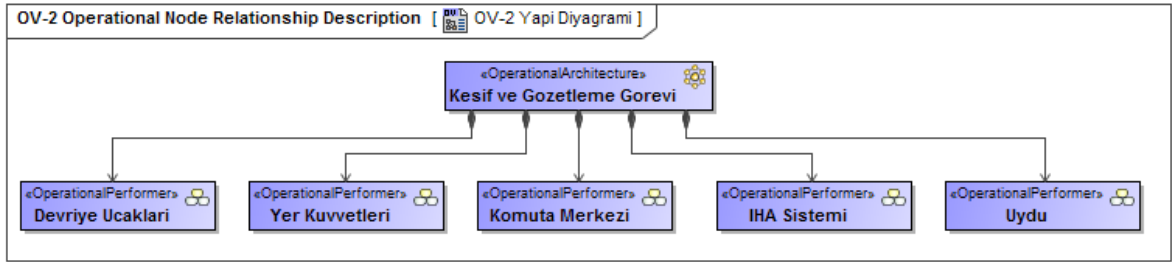 OV-2 Operational Node Relationship Description [ OV-2 Yapi Diyagrami ]
«OperationalArchitecture»
Kesif ve Gozetleme Gorevi
«OperationalPerformer»
Devriye Ucaklari
«OperationalPerformer»
Yer Kuvvetleri
«OperationalPerformer»
Komuta Merkezi
«OperationalPerformer»
IHA Sistemi
«OperationalPerformer»
Uydu